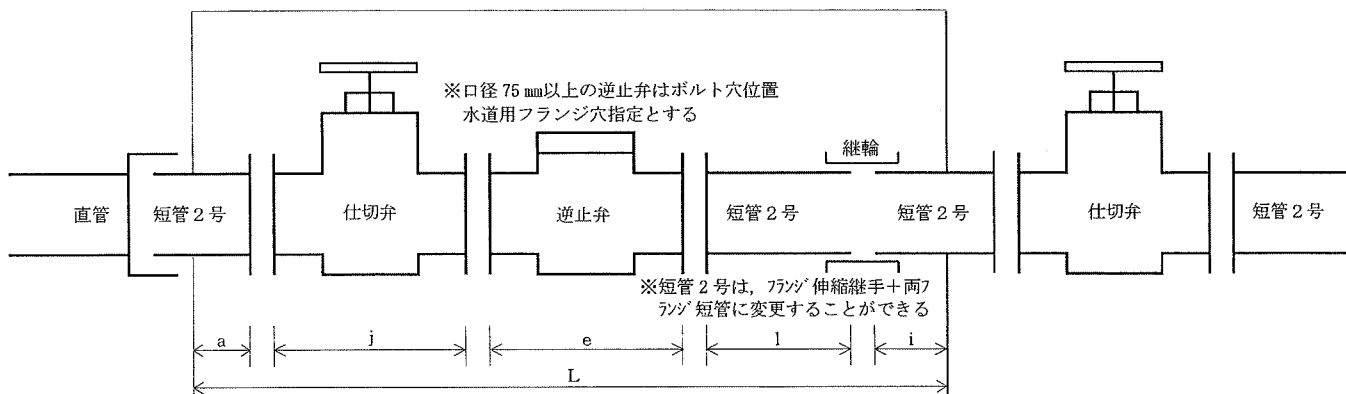 ※口径75㎜以上の逆止弁はボルト穴位置
水道用フランジ穴指定とする
継輪
直管
短管２号
仕切弁
逆止弁
短管２号
短管２号
仕切弁
短管２号
※短管２号は，ﾌﾗﾝｼﾞ伸縮継手＋両ﾌ
ﾗﾝｼﾞ短管に変更することができる
a
j
e
l
i
L